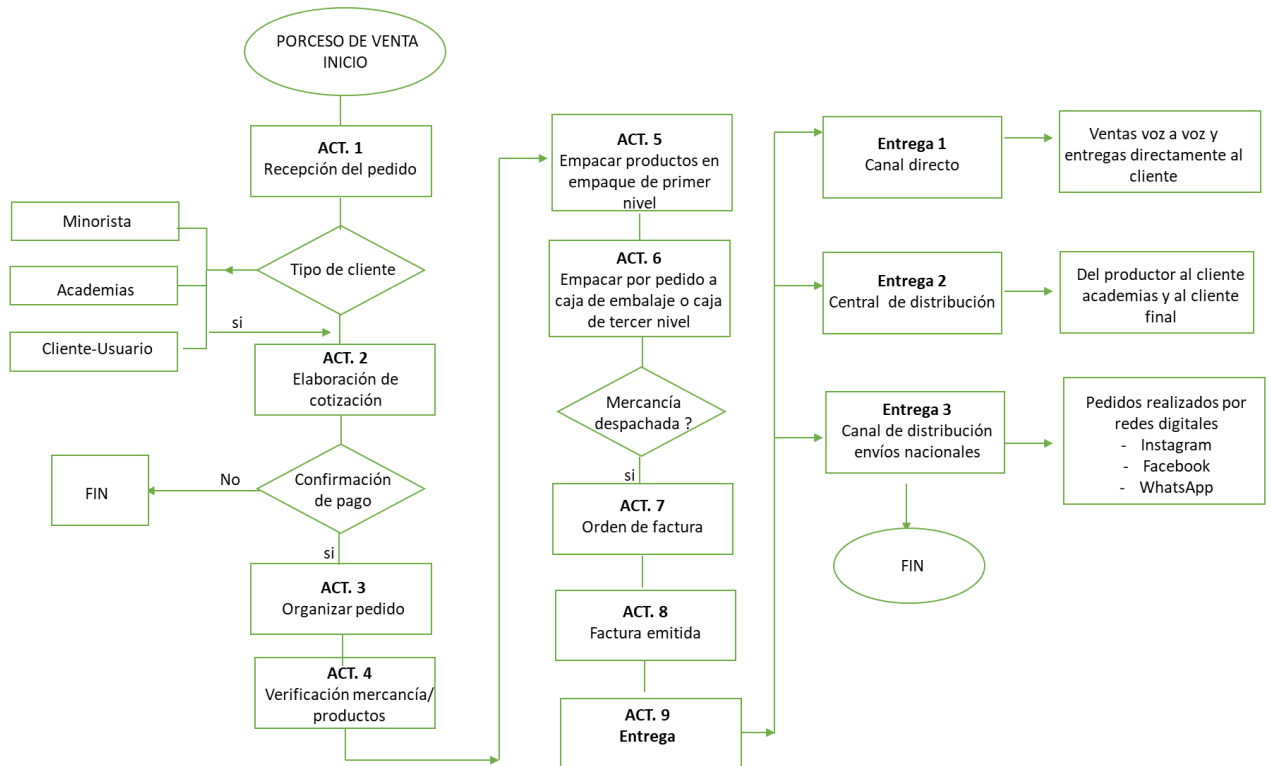 PORCESO DE VENTA
INICIO
ACT. 1
Recepción del pedido
Tipo de cliente
Minorista
Academias
Cliente-Usuario
si
ACT. 2
Elaboración de
cotización
Confirmación
de pago
No
FIN
si
ACT. 3
Organizar pedido
ACT. 4
Verificación mercancía/
productos
ACT. 5
Empacar productos en
empaque de primer
nivel
ACT. 6
Empacar por pedido a
caja de embalaje o caja
de tercer nivel
Mercancía
despachada ?
si
ACT. 7
Orden de factura
ACT. 8
Factura emitida
ACT. 9
Entrega
Entrega 1
Canal directo
Ventas voz a voz y
entregas directamente al
cliente
Entrega 2
Central de distribución
Del productor al cliente
academias y al cliente
final
Entrega 3
Canal de distribución
envíos nacionales
Pedidos realizados por
redes digitales
- Instagram
- Facebook
- WhatsApp
FIN